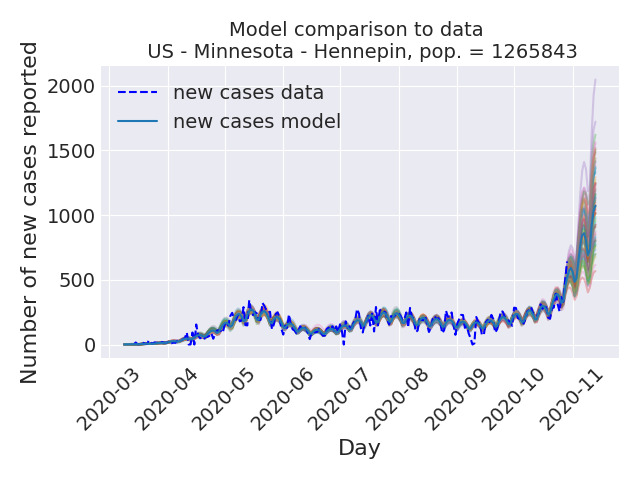 Model comparison to data
US - Minnesota - Hennepin, pop. = 1265843
Number of new cases reported
2000
1500
1000
500
0
new cases data
new cases model
2020-03
2020-04
2020-05
2020-06
2020-07
2020-08
2020-09
2020-10
2020-11
Day